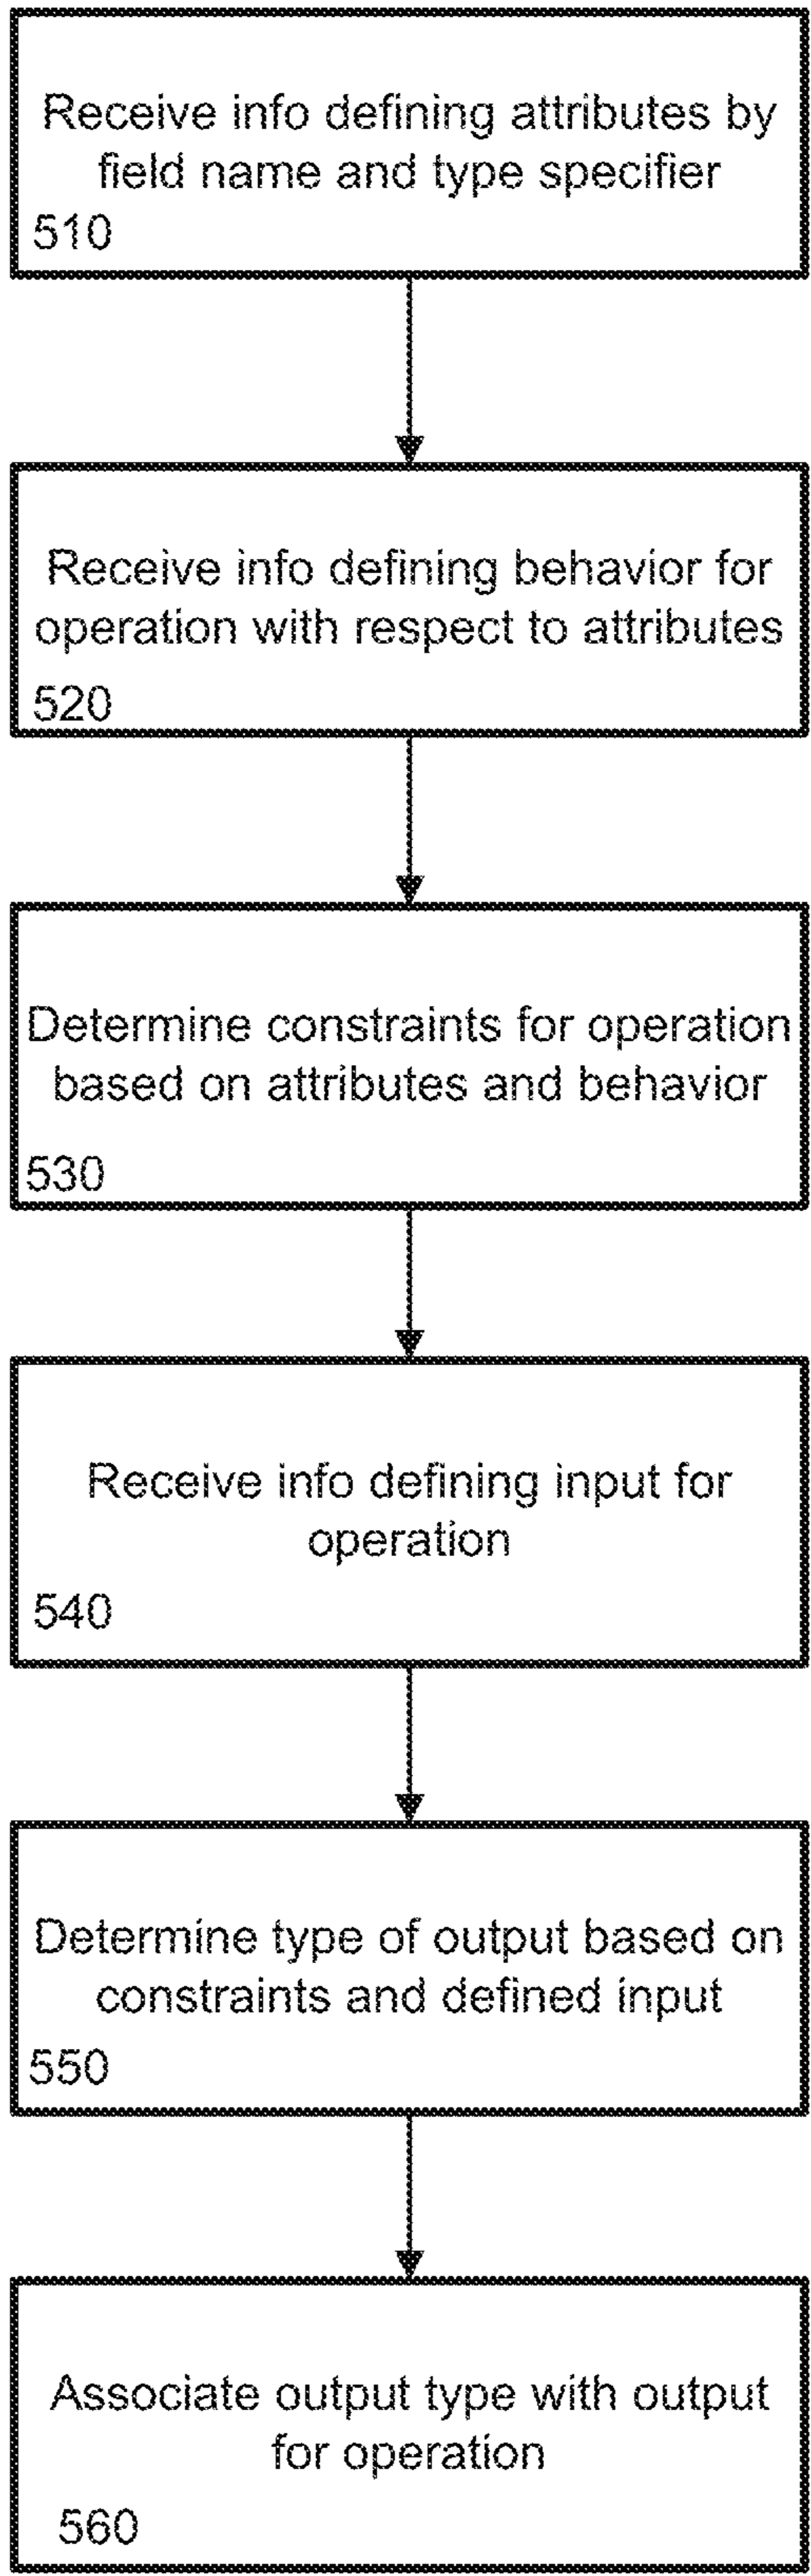 Receive info defining attributes by
field name and type specifier
510
Receive info defining behavior for
operation with respect to attributes
520
Determine constraints for operation
based on attributes and behavior
530
Receive info defining input for
operation
540
Determine type of output based on
constraints and defined input
550
Associate output type with output
for operation
560